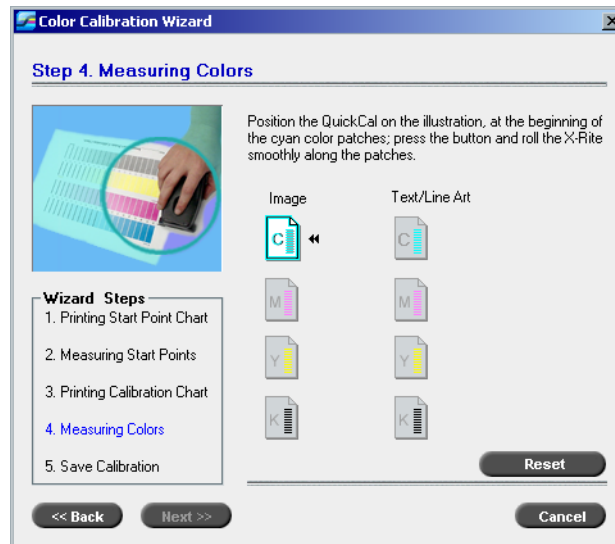 Color Calibration Wizard
Step 4. Measuring Colors
Position the QuickCal on the illustration, at the beginning of
the cyan color patches; press the button and roll the X-Rite
smoothly along the patches.
Image Text/Line Art
C C
M M
Y Y
K K
Wizard Steps
1. Printing Start Point Chart
2. Measuring Start Points
3. Printing Calibration Chart
4. Measuring Colors
5. Save Calibration
Reset
<< Back Next >> Cancel